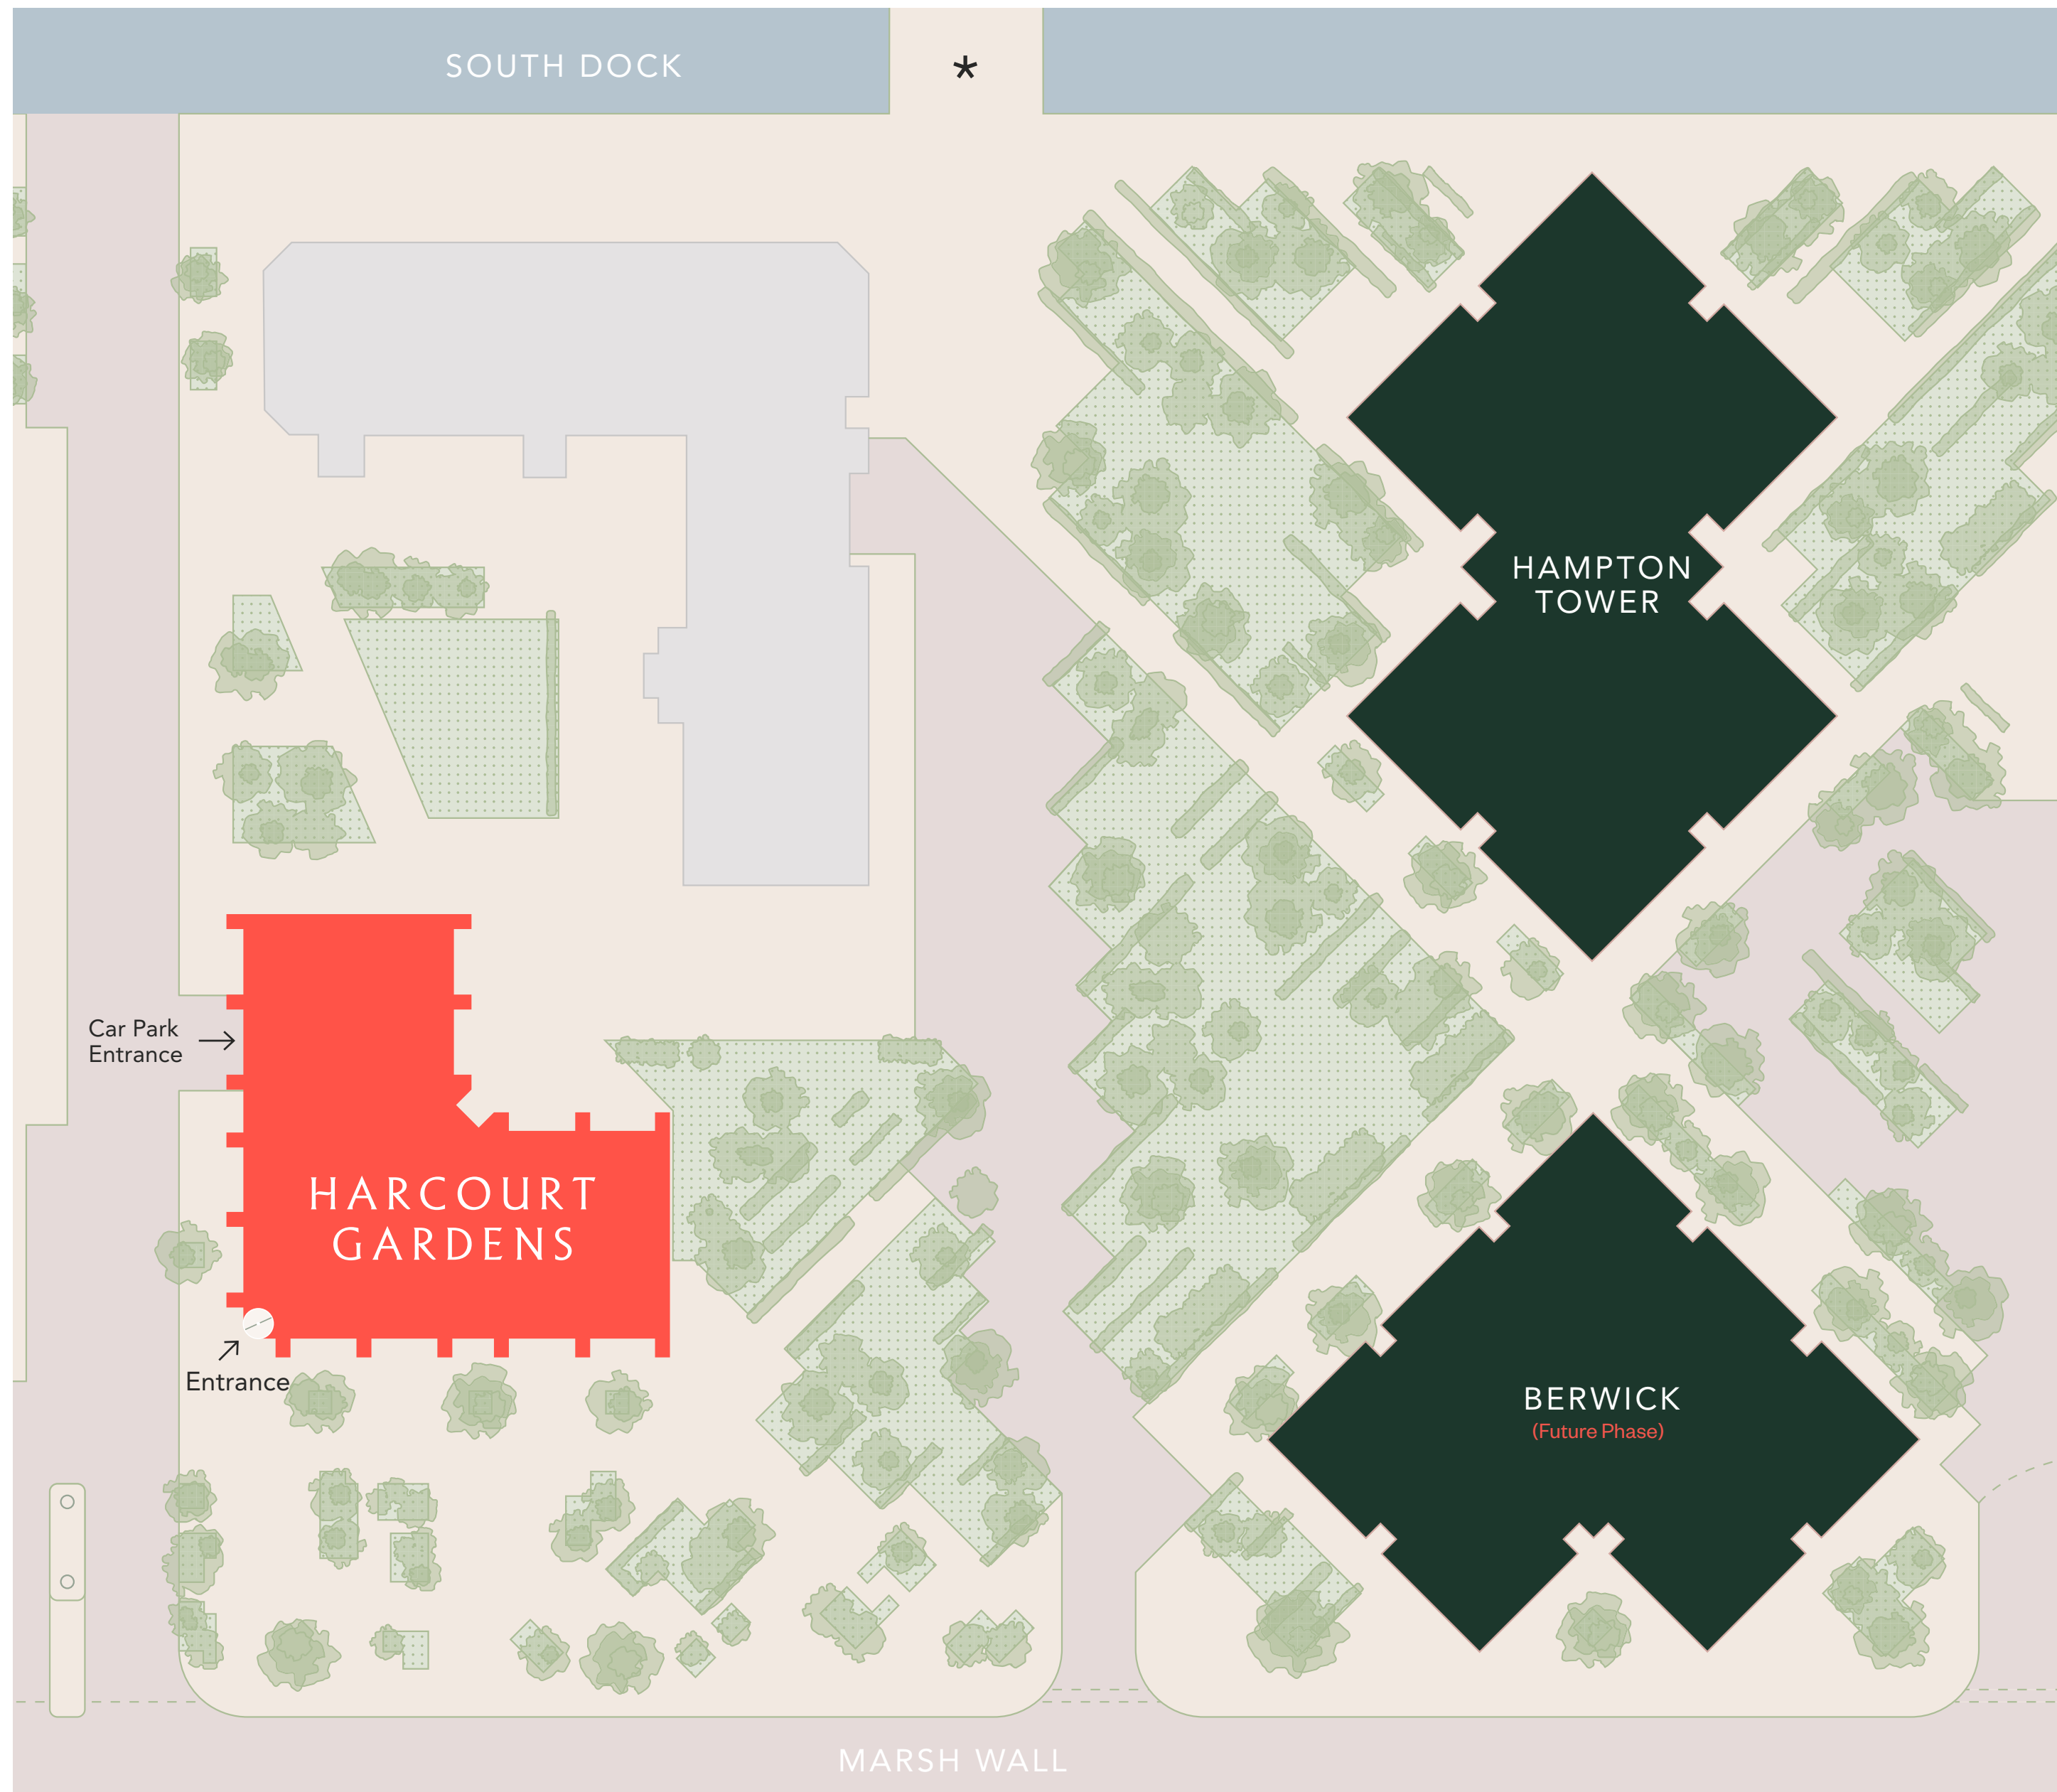 SOUTH DOCK
*
HAMPTON
TOWER
Car Park
Entrance
HARCOURT
GARDENS
Entrance
BERWICK
(Future Phase)
MARSH WALL